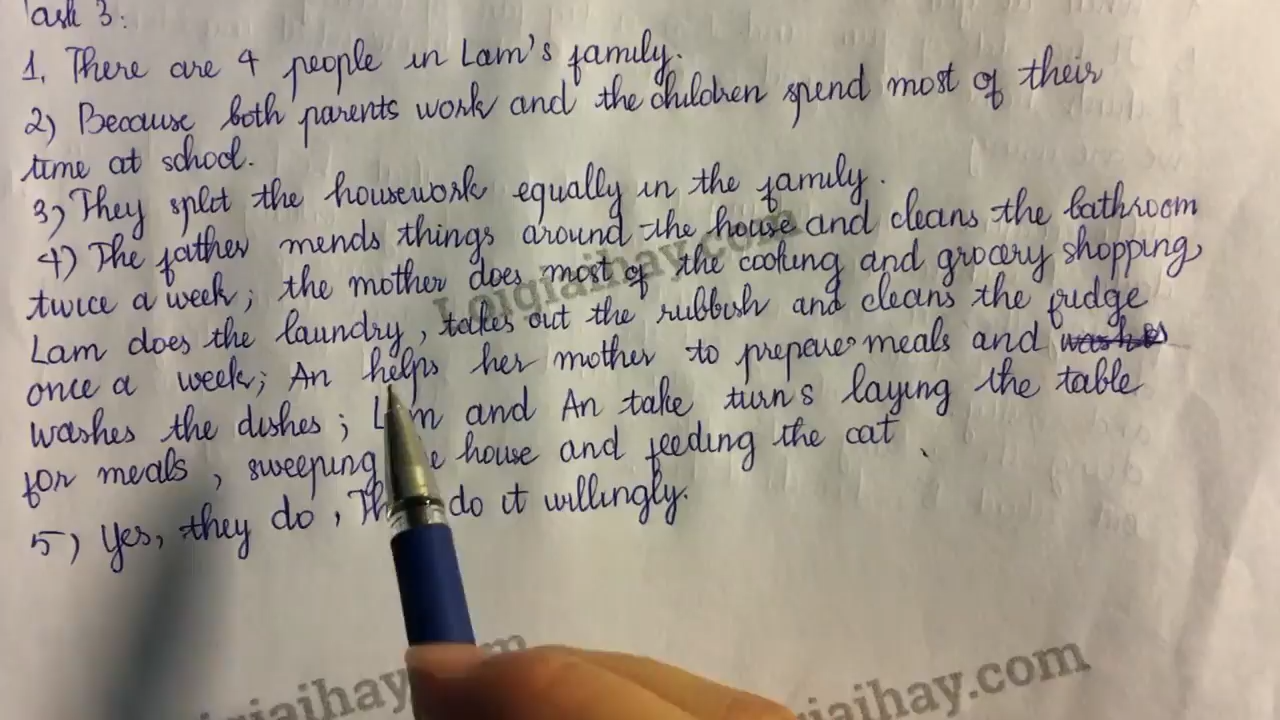 Task 3:
1, There are 4 people in Lam's family.
2) Because both parents work and the children spend most of their
time at school.
3) They split the housework equally in the family.
4) The father mends things around the house and cleans the bathroom
twice a week; the mother does most of the cooking and grocery shopping,
Lam does the laundry, takes out the rubbish and cleans the fridge
once a week; An helps her mother to prepare meals and
washes the dishes; Lam and An take turns laying the table
for meals, sweeping house and feeding the cat
5) Yes, they do, do it willingly.
Loigiaihay.com